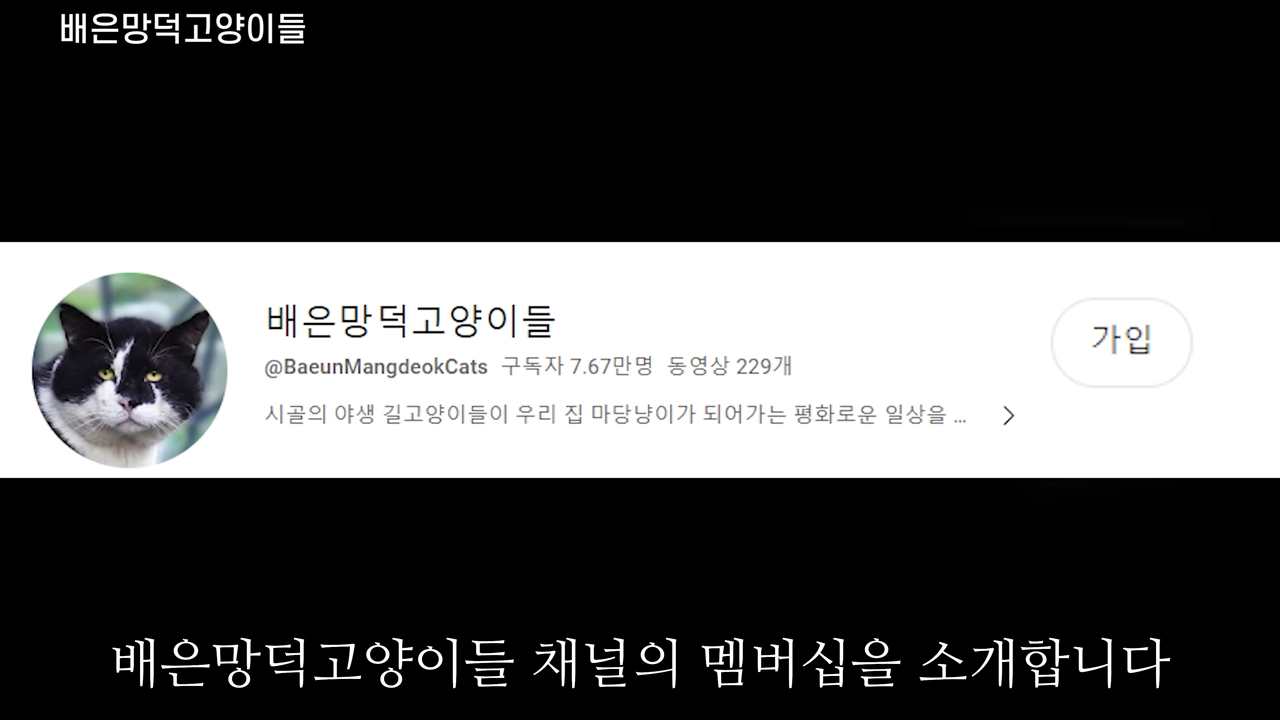 배은망덕고양이들
배은망덕고양이들
@BaeunMangdeokCats 구독자 7.67만명 동영상 229개
시골의 야생 길고양이들이 우리 집 마당냥이가 되어가는 평화로운 일상을 ...
가입
배은망덕고양이들 채널의 멤버십을 소개합니다